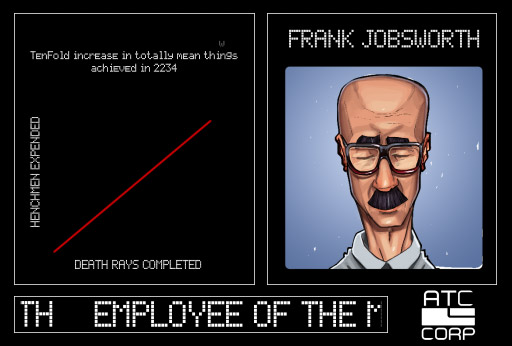 w
TenFold increase in totally mean things
achieved in 2234
HENCHMEN EXPENDED
DEATH RAYS COMPLETED
FRANK JOBSWORTH
TH EMPLOYEE OF THE M
ATC
CORP